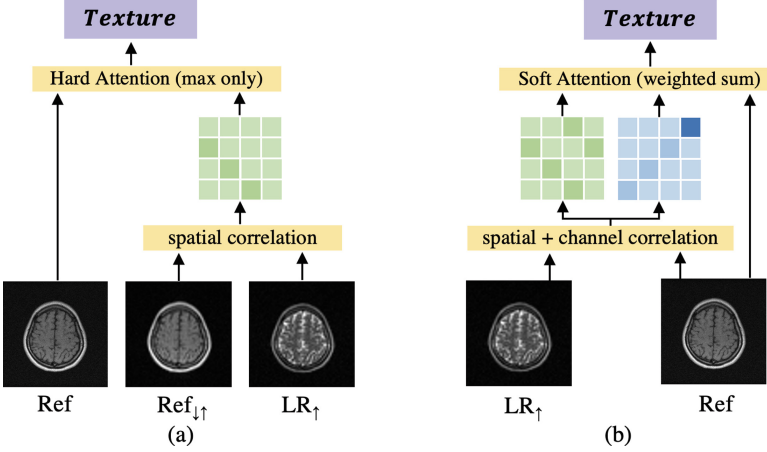 Texture
Hard Attention (max only)
spatial correlation
Ref
Ref↓↑
LR↑
(a)
Texture
Soft Attention (weighted sum)
spatial + channel correlation
LR↑
Ref
(b)